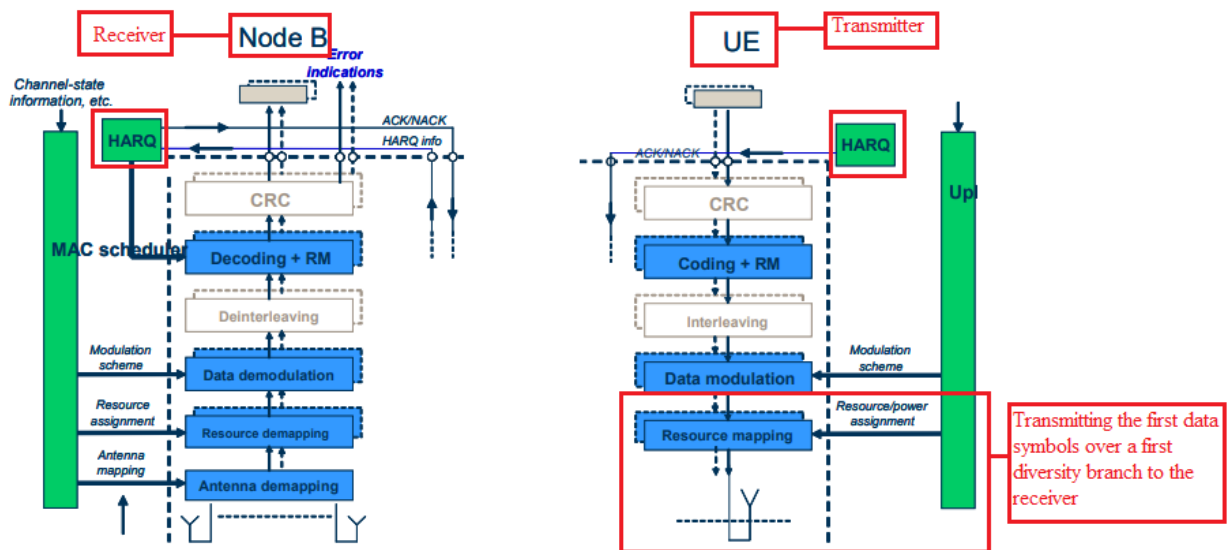 Receiver
Node B
UE
Transmitter
Error
indications
Channel-state
information, etc.
HARQ
ACK/NACK
HARQ info
ACK/NACK
HARQ
CRC
CRC
Upl
MAC scheduler
Decoding + RM
Coding + RM
Deinterleaving
Interleaving
Modulation
scheme
Data demodulation
Data modulation
Modulation
scheme
Resource
assignment
Resource demapping
Resource mapping
Resource/power
assignment
Transmitting the first data
symbols over a first
diversity branch to the
receiver
Antenna
mapping
Antenna demapping